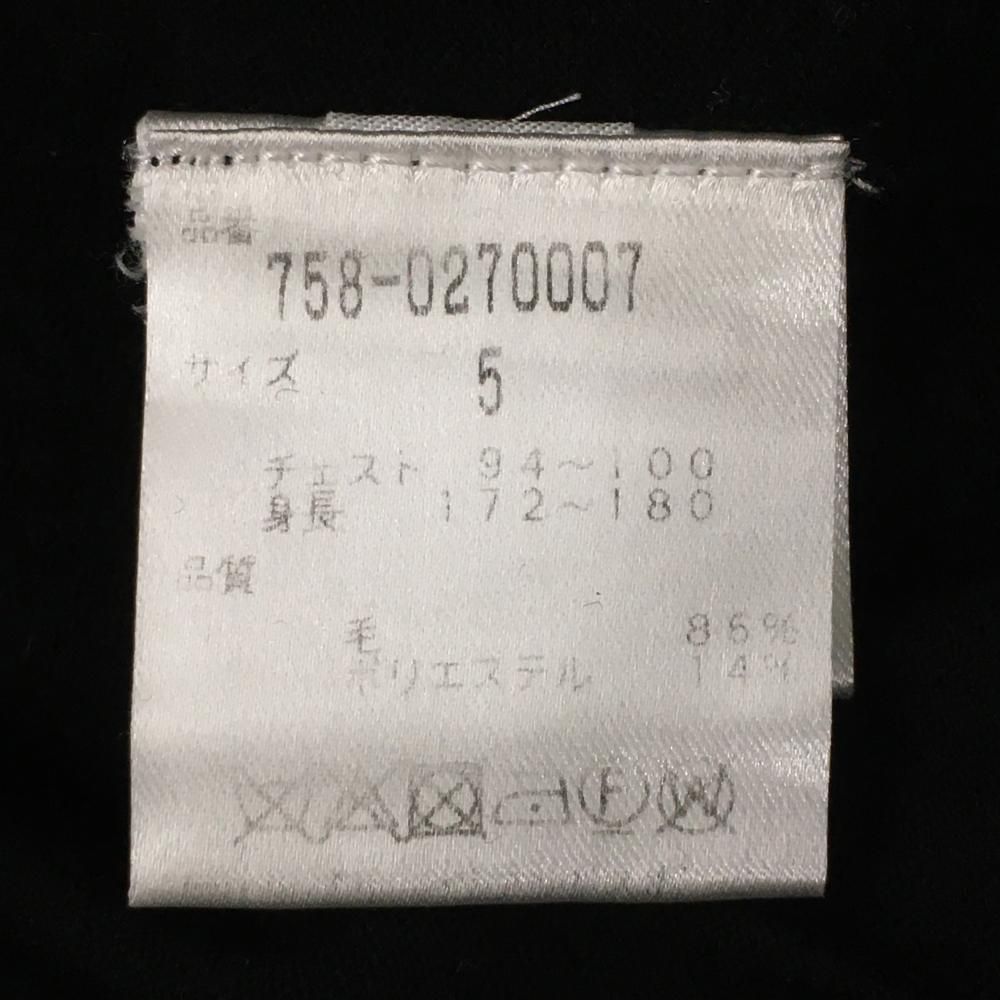 品番
758-0270007
サイズ 5
チェスト 94~100
身長 172~180
品質
毛 86%
ポリエステル 14%
F W